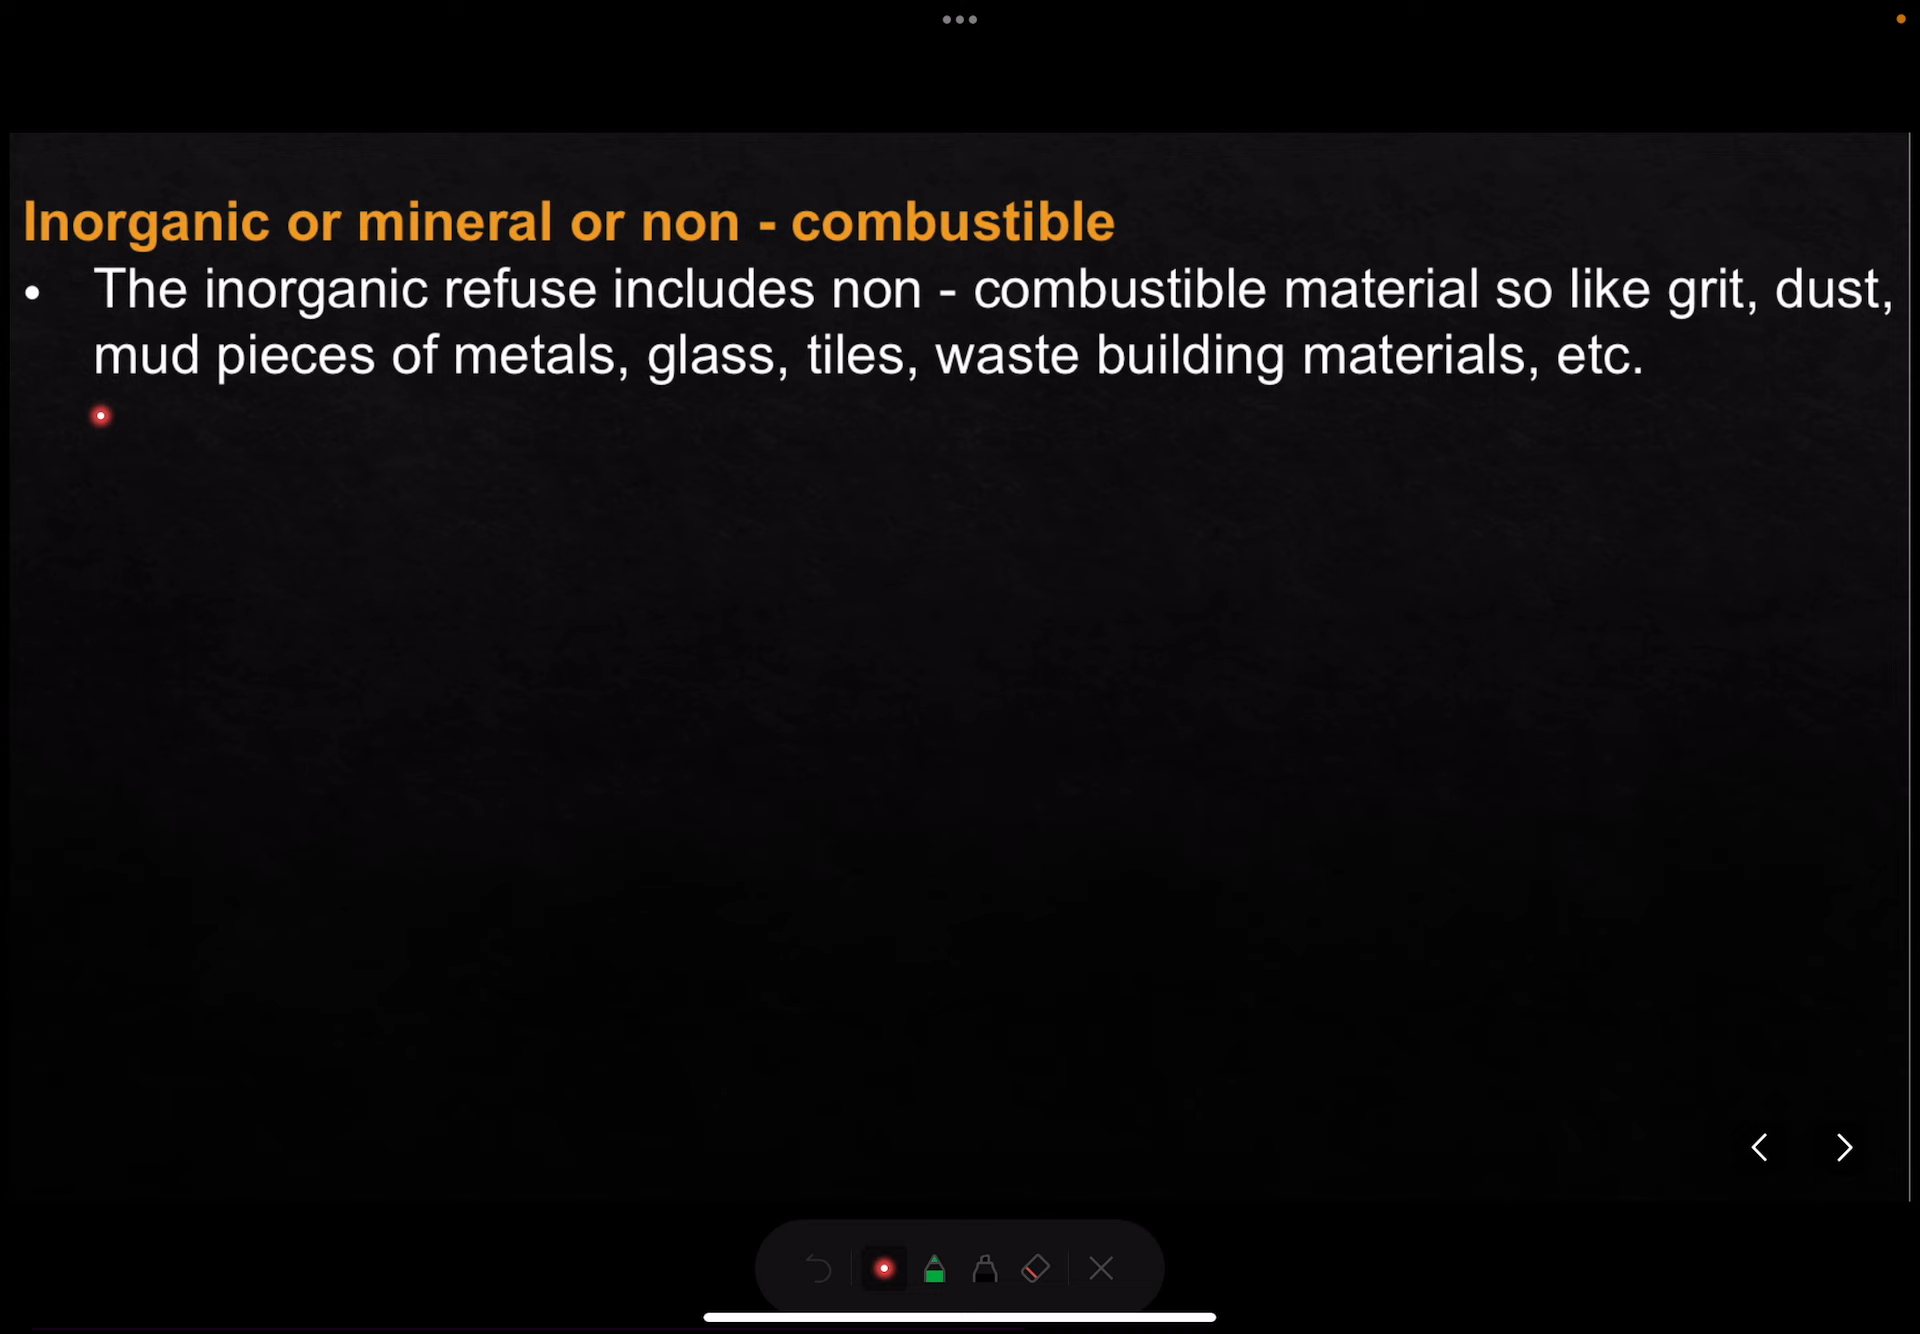 Inorganic or mineral or non - combustible
• The inorganic refuse includes non - combustible material so like grit, dust,
mud pieces of metals, glass, tiles, waste building materials, etc.